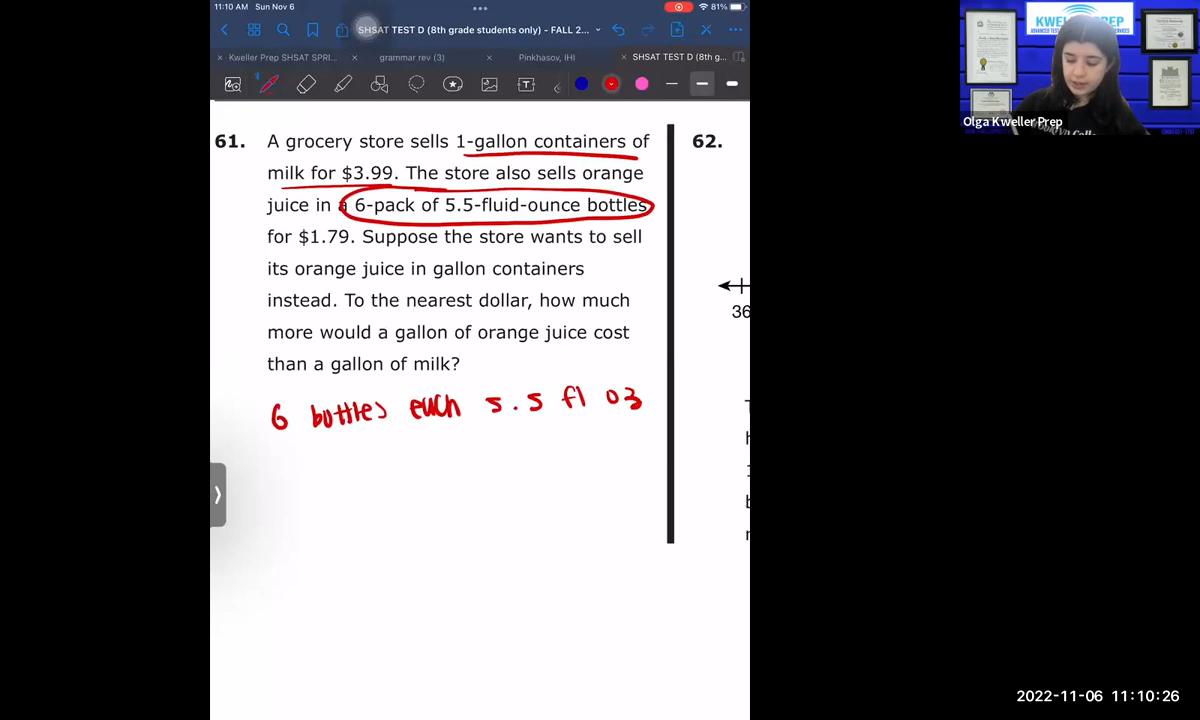 11:10 AM Sun Nov 6
81%
SHSAT TEST D (8th grade students only) - FALL 2...
Kweller Prep SHSAT SPRI...
grammar rev (3)
Pinkhasov, IHI
SHSAT TEST D (8th g...
61. A grocery store sells 1-gallon containers of
milk for $3.99. The store also sells orange
juice in a 6-pack of 5.5-fluid-ounce bottles
for $1.79. Suppose the store wants to sell
its orange juice in gallon containers
instead. To the nearest dollar, how much
more would a gallon of orange juice cost
than a gallon of milk?
6 bottles each 5.5 fl oz
62.
36
Olga Kweller Prep
2022-11-06 11:10:26